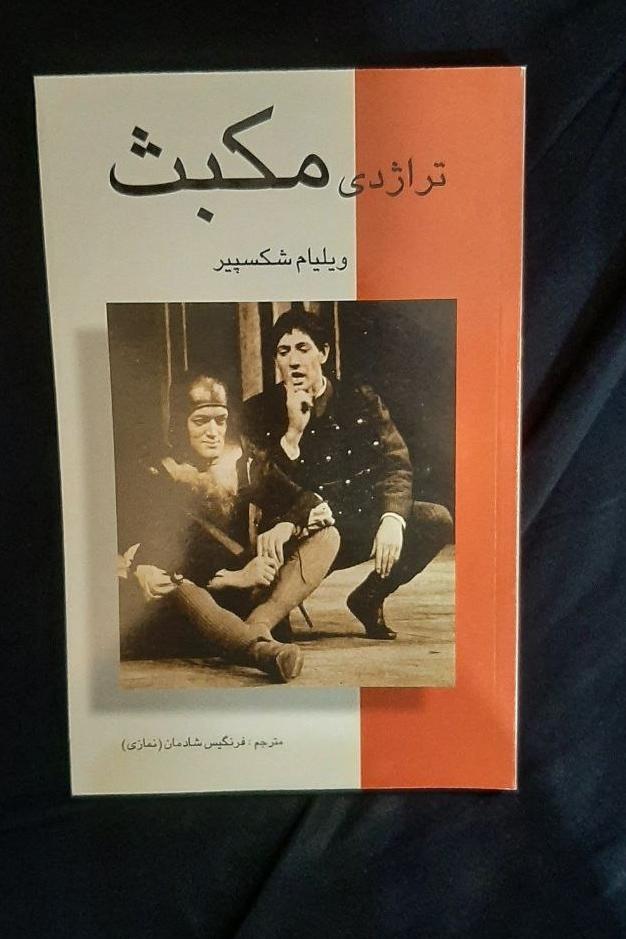 تراژدی مکبث
ویلیام شکسپیر
مترجم : فرنگیس شادمان (نمازی)